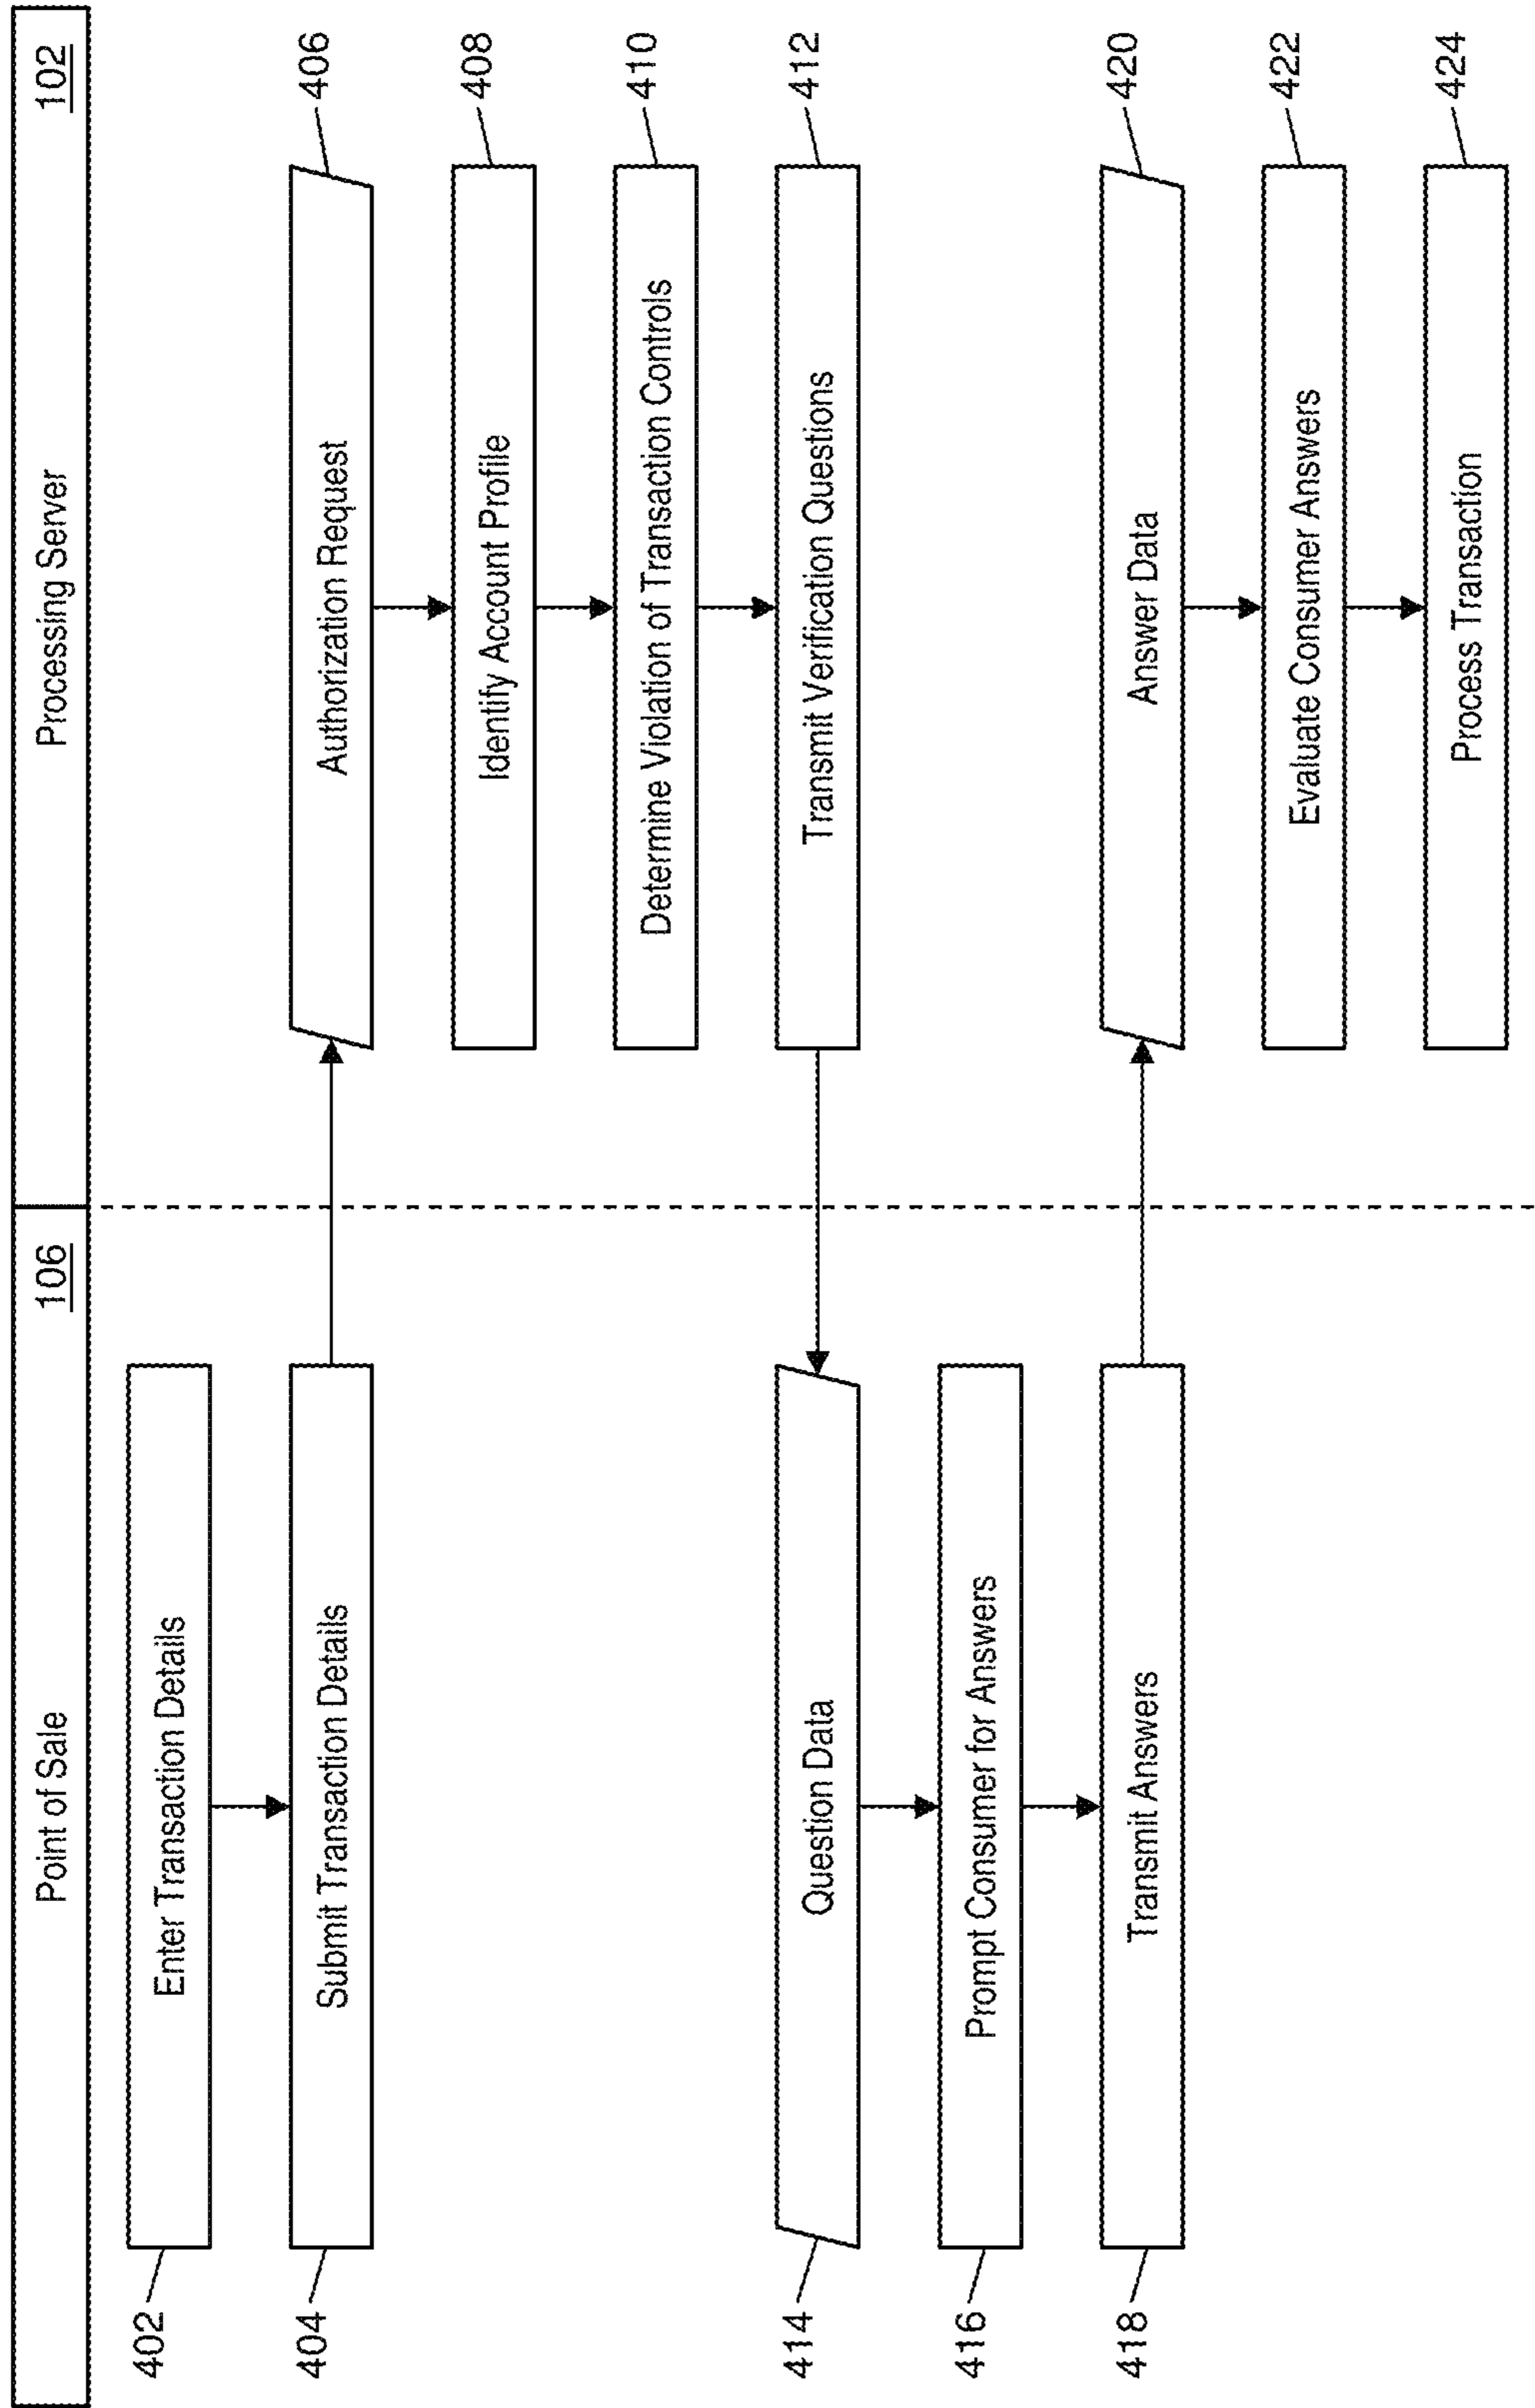 Point of Sale 106
Processing Server 102
402 Enter Transaction Details
404 Submit Transaction Details
Authorization Request 406
Identify Account Profile 408
Determine Violation of Transaction Controls 410
Transmit Verification Questions 412
414 Question Data
416 Prompt Consumer for Answers
418 Transmit Answers
Answer Data 420
Evaluate Consumer Answers 422
Process Transaction 424